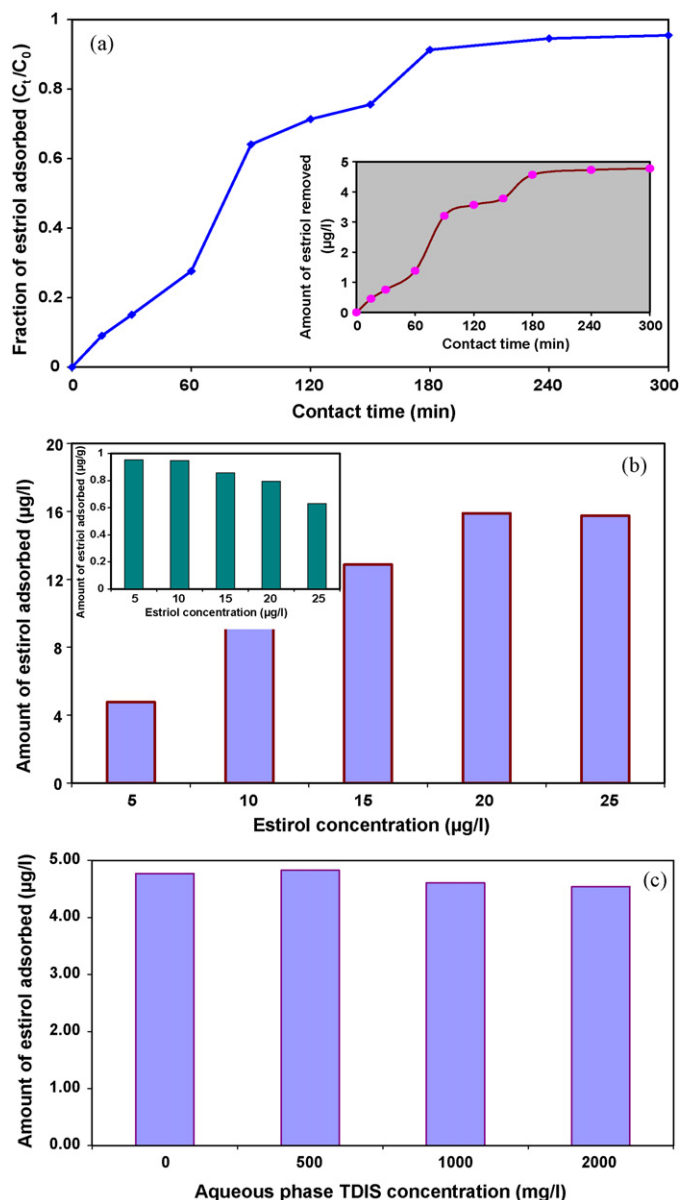 (a)
Fraction of estriol adsorbed (Ct/C0)
1
0.8
0.6
0.4
0.2
0
0 60 120 180 240 300
Contact time (min)
Amount of estriol removed
(µg/l)
5
4
3
2
1
0
0 60 120 180 240 300
Contact time (min)
(b)
Amount of estirol adsorbed (µg/l)
20
16
12
8
4
0
5 10 15 20 25
Estirol concentration (µg/l)
Amount of estriol adsorbed (µg/g)
1
0.8
0.6
0.4
0.2
0
5 10 15 20 25
Estriol concentration (µg/l)
(c)
Amount of estirol adsorbed (µg/l)
5.00
4.00
3.00
2.00
1.00
0.00
0 500 1000 2000
Aqueous phase TDIS concentration (mg/l)